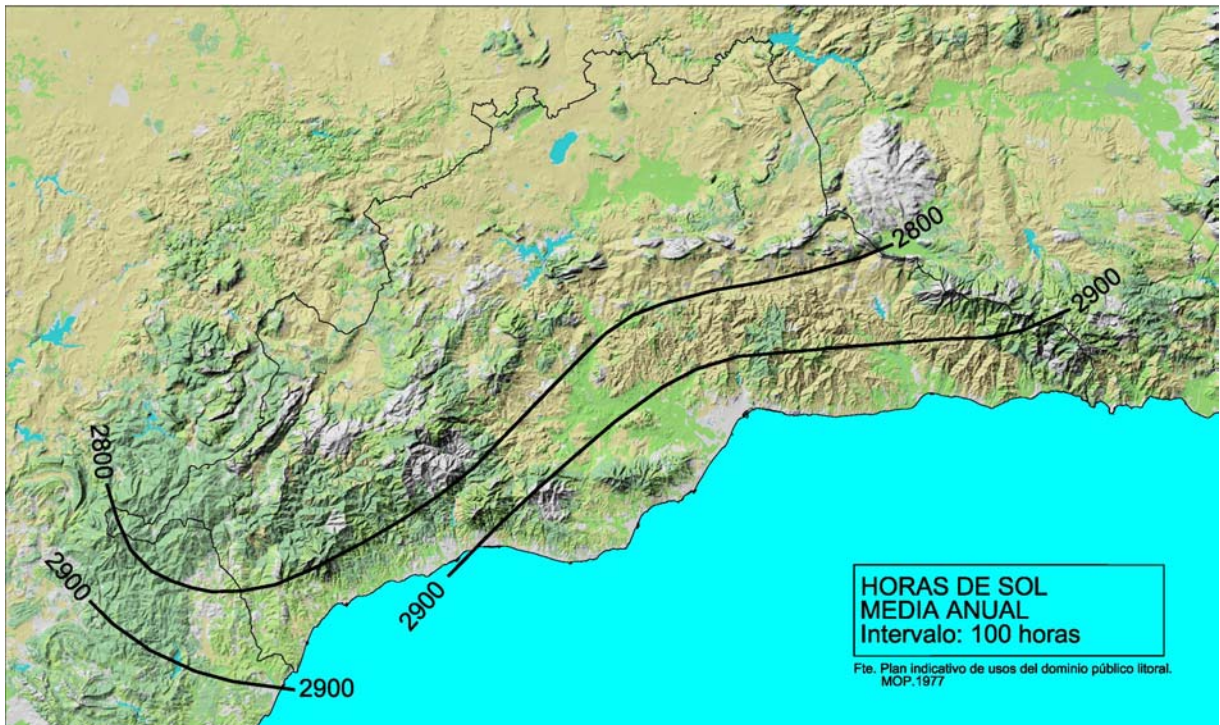 2800
2900
2800
2900
2900
2900
HORAS DE SOL
MEDIA ANUAL
Intervalo: 100 horas
Fte. Plan indicativo de usos del dominio público litoral.
MOP.1977